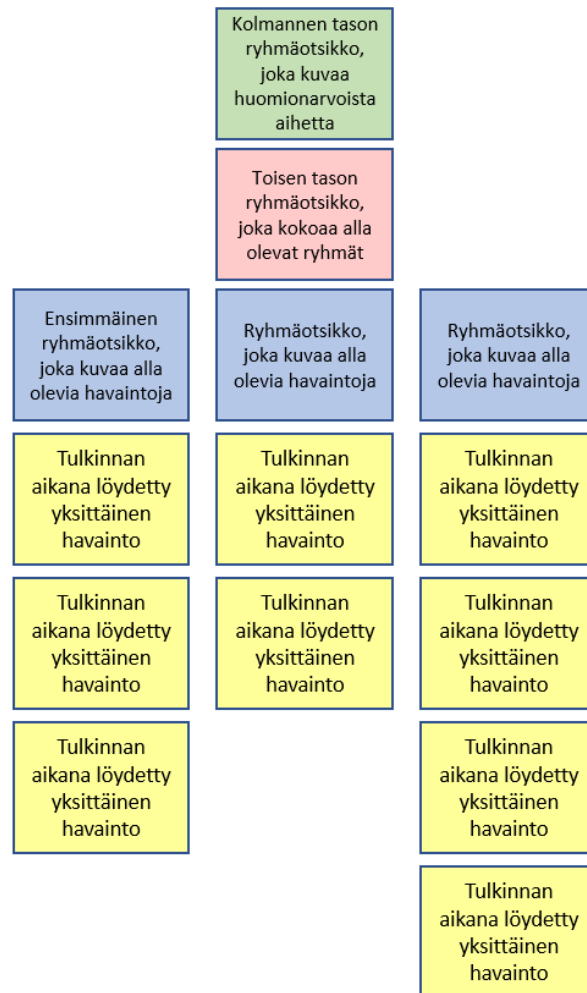 Kolmannen tason
ryhmäotsikko,
joka kuvaa
huomionarvoista
aihetta
Toisen tason
ryhmäotsikko,
joka kokoaa alla
olevat ryhmät
Ensimmäinen
ryhmäotsikko,
joka kuvaa alla
olevia havaintoja
Ryhmäotsikko,
joka kuvaa alla
olevia havaintoja
Ryhmäotsikko,
joka kuvaa alla
olevia havaintoja
Tulkinnan
aikana löydetty
yksittäinen
havainto
Tulkinnan
aikana löydetty
yksittäinen
havainto
Tulkinnan
aikana löydetty
yksittäinen
havainto
Tulkinnan
aikana löydetty
yksittäinen
havainto
Tulkinnan
aikana löydetty
yksittäinen
havainto
Tulkinnan
aikana löydetty
yksittäinen
havainto
Tulkinnan
aikana löydetty
yksittäinen
havainto
Tulkinnan
aikana löydetty
yksittäinen
havainto
Tulkinnan
aikana löydetty
yksittäinen
havainto